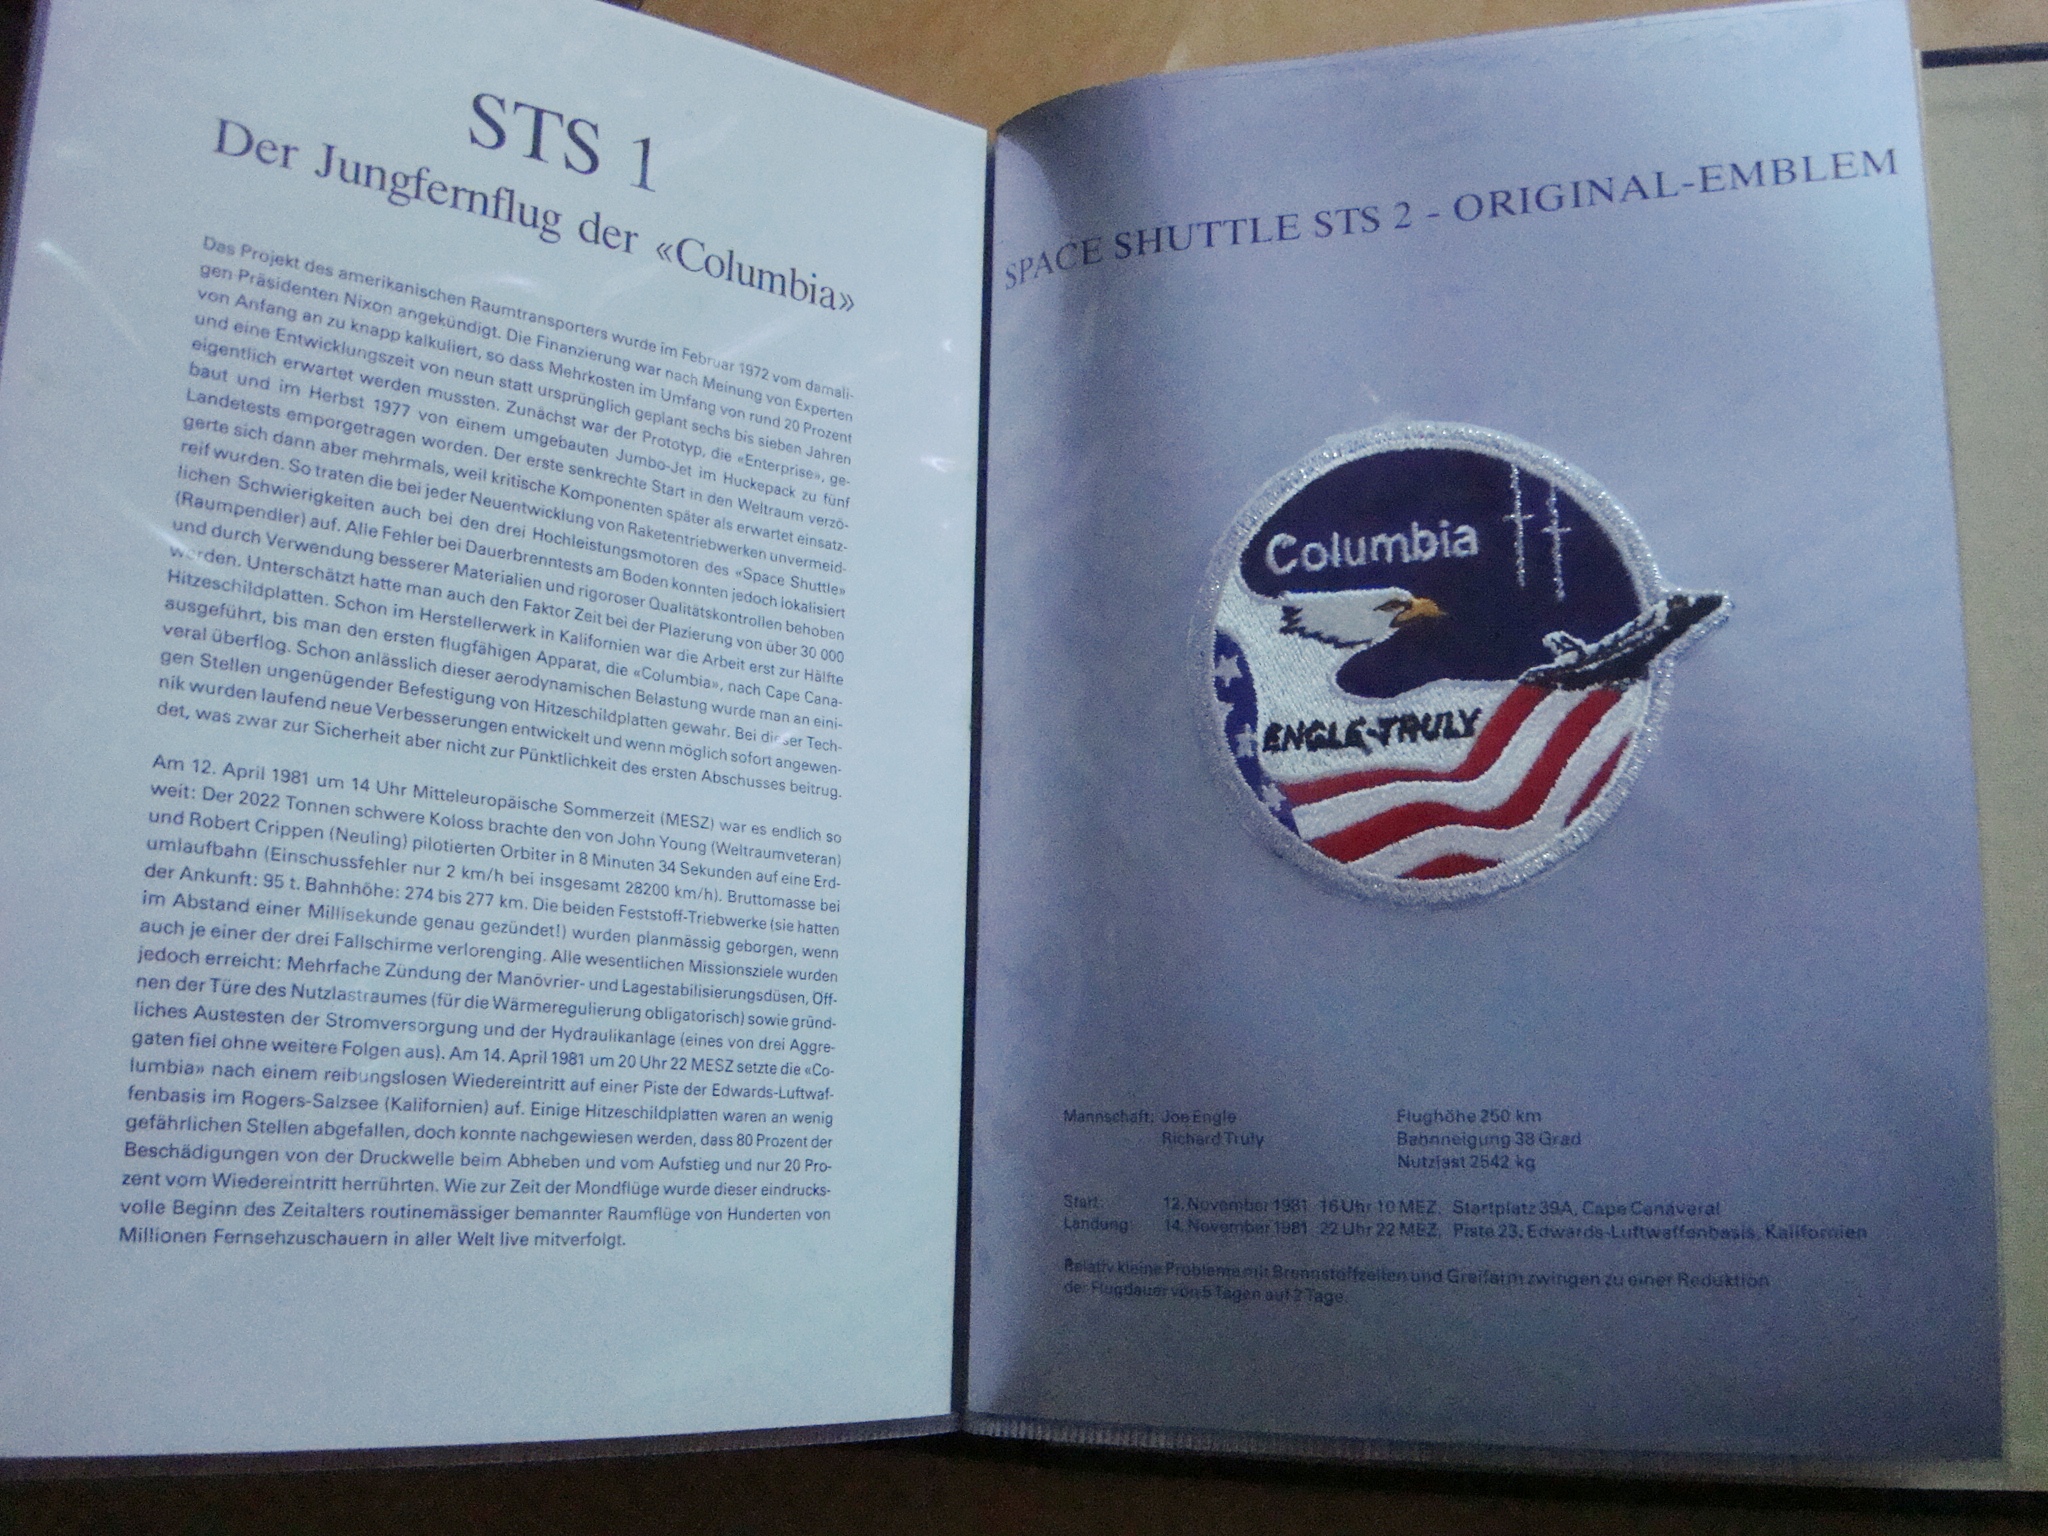 STS 1
Der Jungfernflug der «Columbia»
Das Projekt des amerikanischen Raumtransporters wurde im Februar 1972 vom damali-
gen Präsidenten Nixon angekündigt. Die Finanzierung war nach Meinung von Experten
von Anfang an zu knapp kalkuliert, so dass Mehrkosten im Umfang von rund 20 Prozent
und eine Entwicklungszeit von neun statt ursprünglich geplant sechs bis sieben Jahren
eigentlich erwartet werden mussten. Zunächst war der Prototyp, die «Enterprise», ge-
baut und im Herbst 1977 von einem umgebauten Jumbo-Jet im Huckepack zu fünf
Landetests emporgetragen worden. Der erste senkrechte Start in den Weltraum verzö-
gerte sich dann aber mehrmals, weil kritische Komponenten später als erwartet einsatz-
reif wurden. So traten die bei jeder Neuentwicklung von Raketentriebwerken unvermeid-
lichen Schwierigkeiten auch bei den drei Hochleistungsmotoren des «Space Shuttle»
(Raumpendler) auf. Alle Fehler bei Dauerbrenntests am Boden konnten jedoch lokalisiert
und durch Verwendung besserer Materialien und rigoroser Qualitätskontrollen behoben
werden. Unterschätzt hatte man auch den Faktor Zeit bei der Plazierung von über 30 000
Hitzeschildplatten. Schon im Herstellerwerk in Kalifornien war die Arbeit erst zur Hälfte
ausgeführt, bis man den ersten flugfähigen Apparat, die «Columbia», nach Cape Cana-
veral überflog. Schon anlässlich dieser aerodynamischen Belastung wurde man an eini-
gen Stellen ungenügender Befestigung von Hitzeschildplatten gewahr. Bei dieser Tech-
nik wurden laufend neue Verbesserungen entwickelt und wenn möglich sofort angewen-
det, was zwar zur Sicherheit aber nicht zur Pünktlichkeit des ersten Abschusses beitrug.
Am 12. April 1981 um 14 Uhr Mitteleuropäische Sommerzeit (MESZ) war es endlich so
weit: Der 2022 Tonnen schwere Koloss brachte den von John Young (Weltraumveteran)
und Robert Crippen (Neuling) pilotierten Orbiter in 8 Minuten 34 Sekunden auf eine Erd-
umlaufbahn (Einschussfehler nur 2 km/h bei insgesamt 28200 km/h). Bruttomasse bei
der Ankunft: 95 t. Bahnhöhe: 274 bis 277 km. Die beiden Feststoff-Triebwerke (sie hatten
im Abstand einer Millisekunde genau gezündet!) wurden planmässig geborgen, wenn
auch je einer der drei Fallschirme verlorenging. Alle wesentlichen Missionsziele wurden
jedoch erreicht: Mehrfache Zündung der Manövrier- und Lagestabilisierungsdüsen, Öff-
nen der Türe des Nutzlastraumes (für die Wärmeregulierung obligatorisch) sowie gründ-
liches Austesten der Stromversorgung und der Hydraulikanlage (eines von drei Aggre-
gaten fiel ohne weitere Folgen aus). Am 14. April 1981 um 20 Uhr 22 MESZ setzte die «Co-
lumbia» nach einem reibungslosen Wiedereintritt auf einer Piste der Edwards-Luftwaf-
fenbasis im Rogers-Salzsee (Kalifornien) auf. Einige Hitzeschildplatten waren an wenig
gefährlichen Stellen abgefallen, doch konnte nachgewiesen werden, dass 80 Prozent der
Beschädigungen von der Druckwelle beim Abheben und vom Aufstieg und nur 20 Pro-
zent vom Wiedereintritt herrührten. Wie zur Zeit der Mondflüge wurde dieser eindrucks-
volle Beginn des Zeitalters routinemässiger bemannter Raumflüge von Hunderten von
Millionen Fernsehzuschauern in aller Welt live mitverfolgt.
SPACE SHUTTLE STS 2 - ORIGINAL-EMBLEM
Columbia
ENGLE-TRULY
Mannschaft: Joe Engle
Richard Truly
Flughöhe 250 km
Bahnneigung 38 Grad
Nutzlast 2542 kg
Start: 12. November 1981 16 Uhr 10 MEZ, Startplatz 39A, Cape Canaveral
Landung 14. November 1981 22 Uhr 22 MEZ, Piste 23, Edwards-Luftwaffenbasis, Kalifornien
Relativ kleine Probleme mit Brennstoffzellen und Greifarm zwingen zu einer Reduktion
der Flugdauer von 5 Tagen auf 2 Tage.